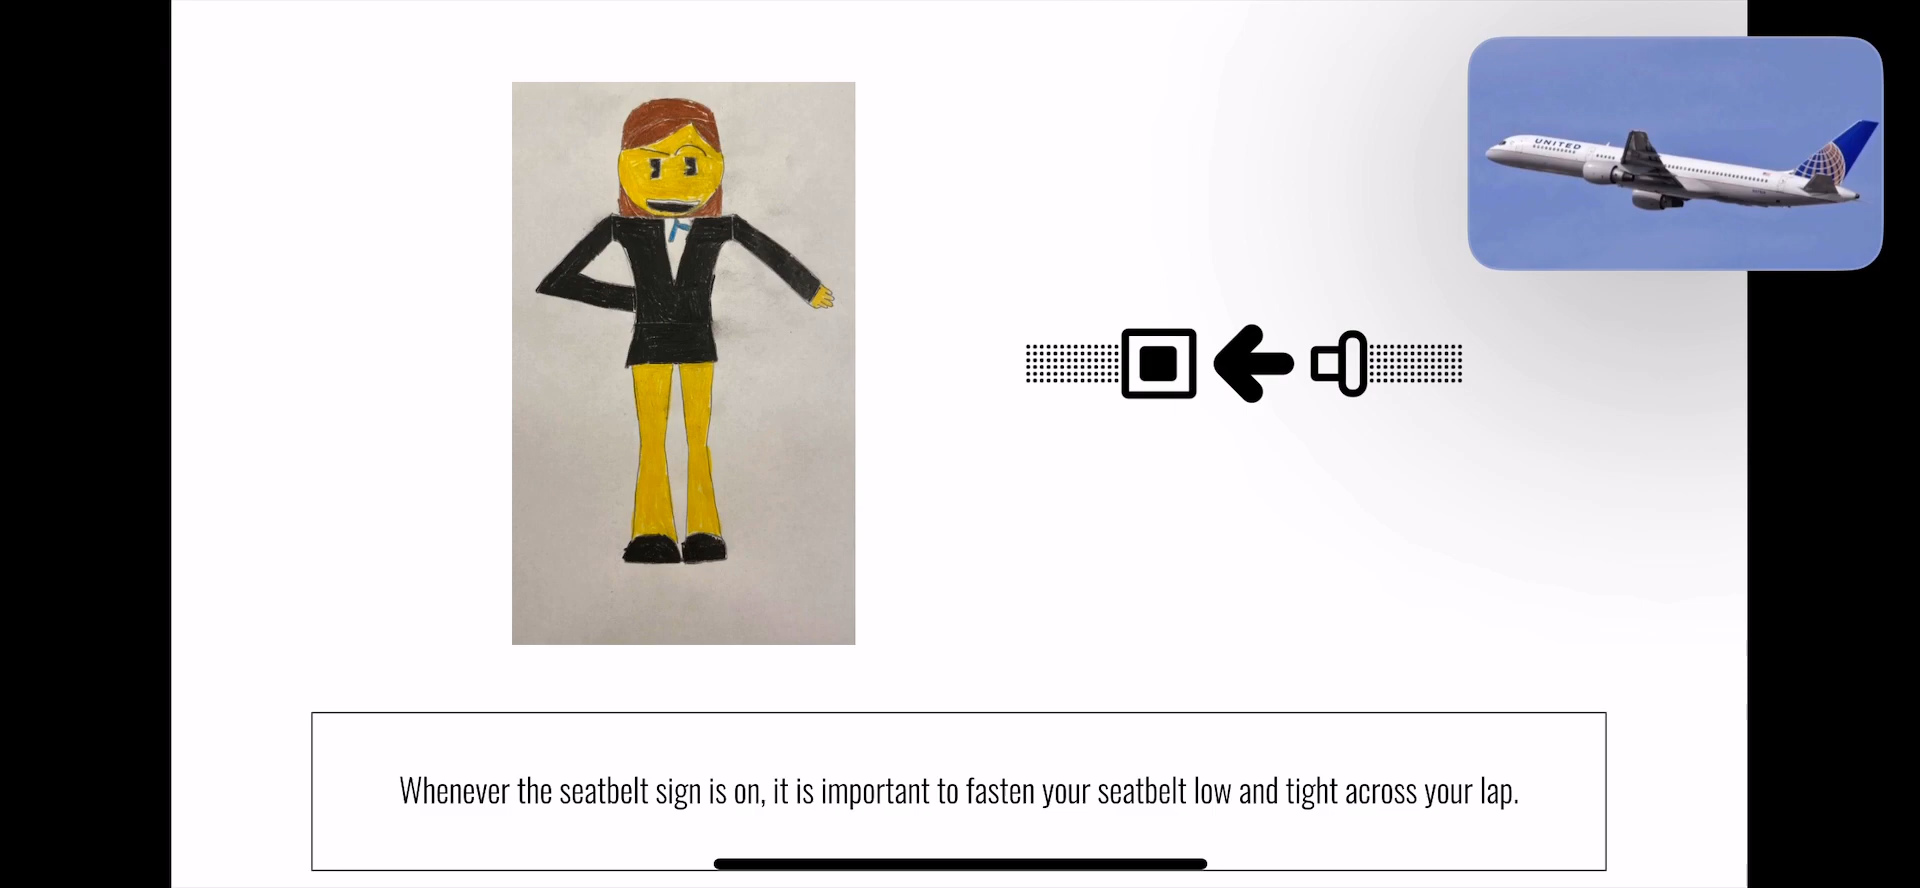 UNITED
Whenever the seatbelt sign is on, it is important to fasten your seatbelt low and tight across your lap.